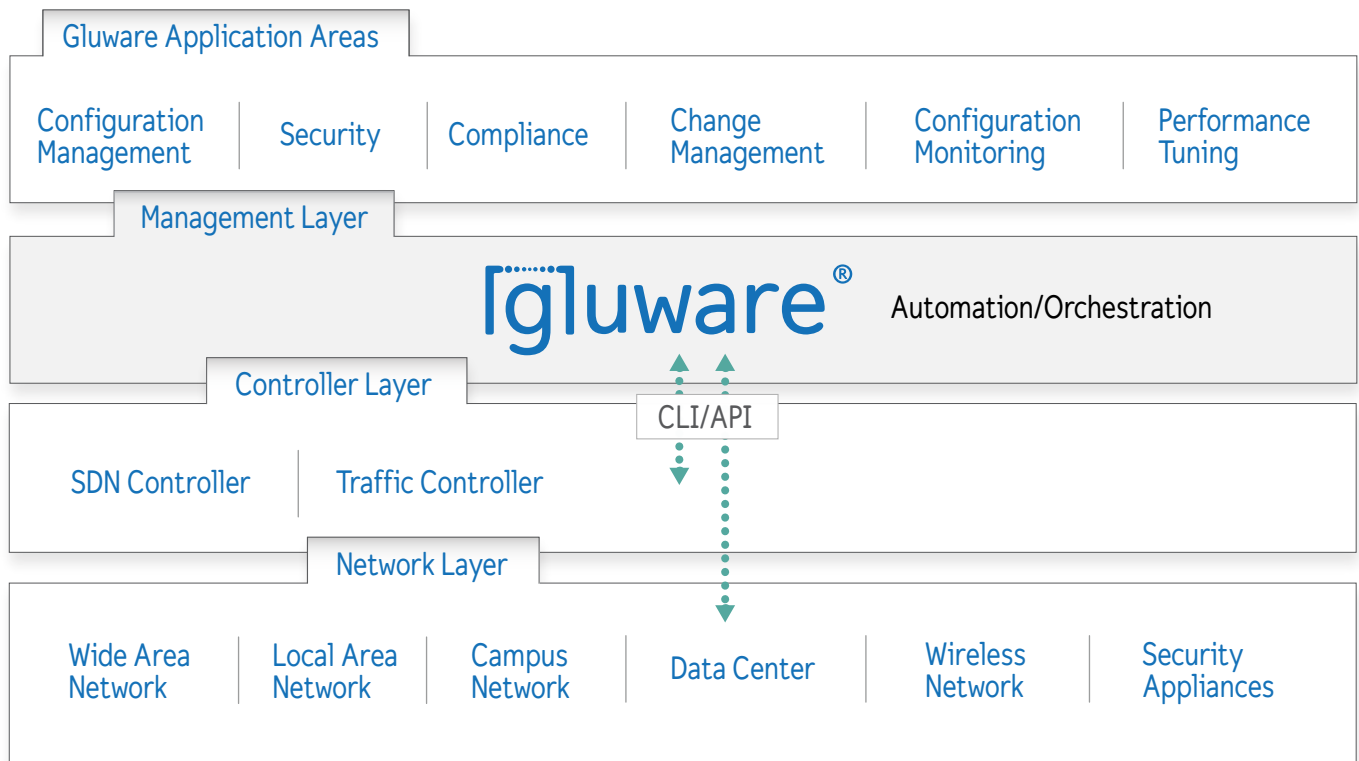 Gluware Application Areas
Configuration
Management
Security
Compliance
Change
Management
Configuration
Monitoring
Performance
Tuning
Management Layer
gluware®
Automation/Orchestration
Controller Layer
CLI/API
SDN Controller
Traffic Controller
Network Layer
Wide Area
Network
Local Area
Network
Campus
Network
Data Center
Wireless
Network
Security
Appliances